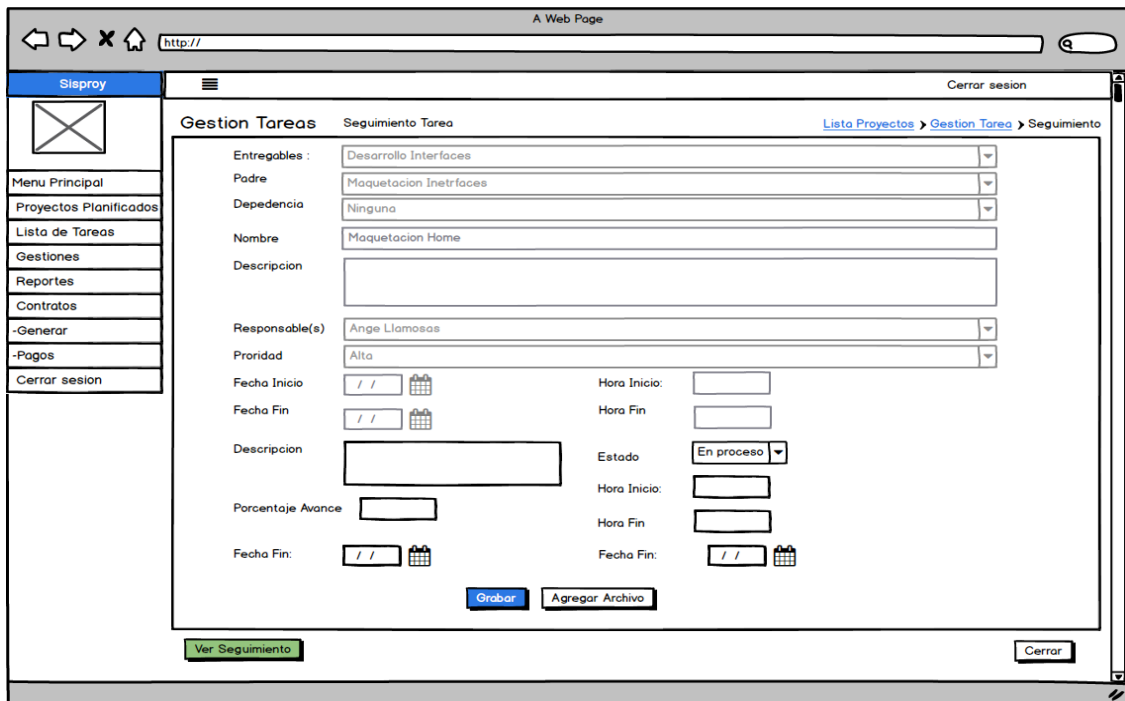 A Web Page
http://
Sisproy
Cerrar sesion
Gestion Tareas Seguimiento Tarea Lista Proyectos > Gestion Tarea > Seguimiento
Menu Principal
Proyectos Planificados
Lista de Tareas
Gestiones
Reportes
Contratos
-Generar
-Pagos
Cerrar sesion
Entregables : Desarrollo Interfaces
Padre Maquetacion Inetrfaces
Depedencia Ninguna
Nombre Maquetacion Home
Descripcion
Responsable(s) Ange Llamosas
Proridad Alta
Fecha Inicio / / Hora Inicio:
Fecha Fin / / Hora Fin
Descripcion Estado En proceso
Hora Inicio:
Porcentaje Avance
Hora Fin
Fecha Fin: / / Fecha Fin: / /
Grabar Agregar Archivo
Ver Seguimiento Cerrar